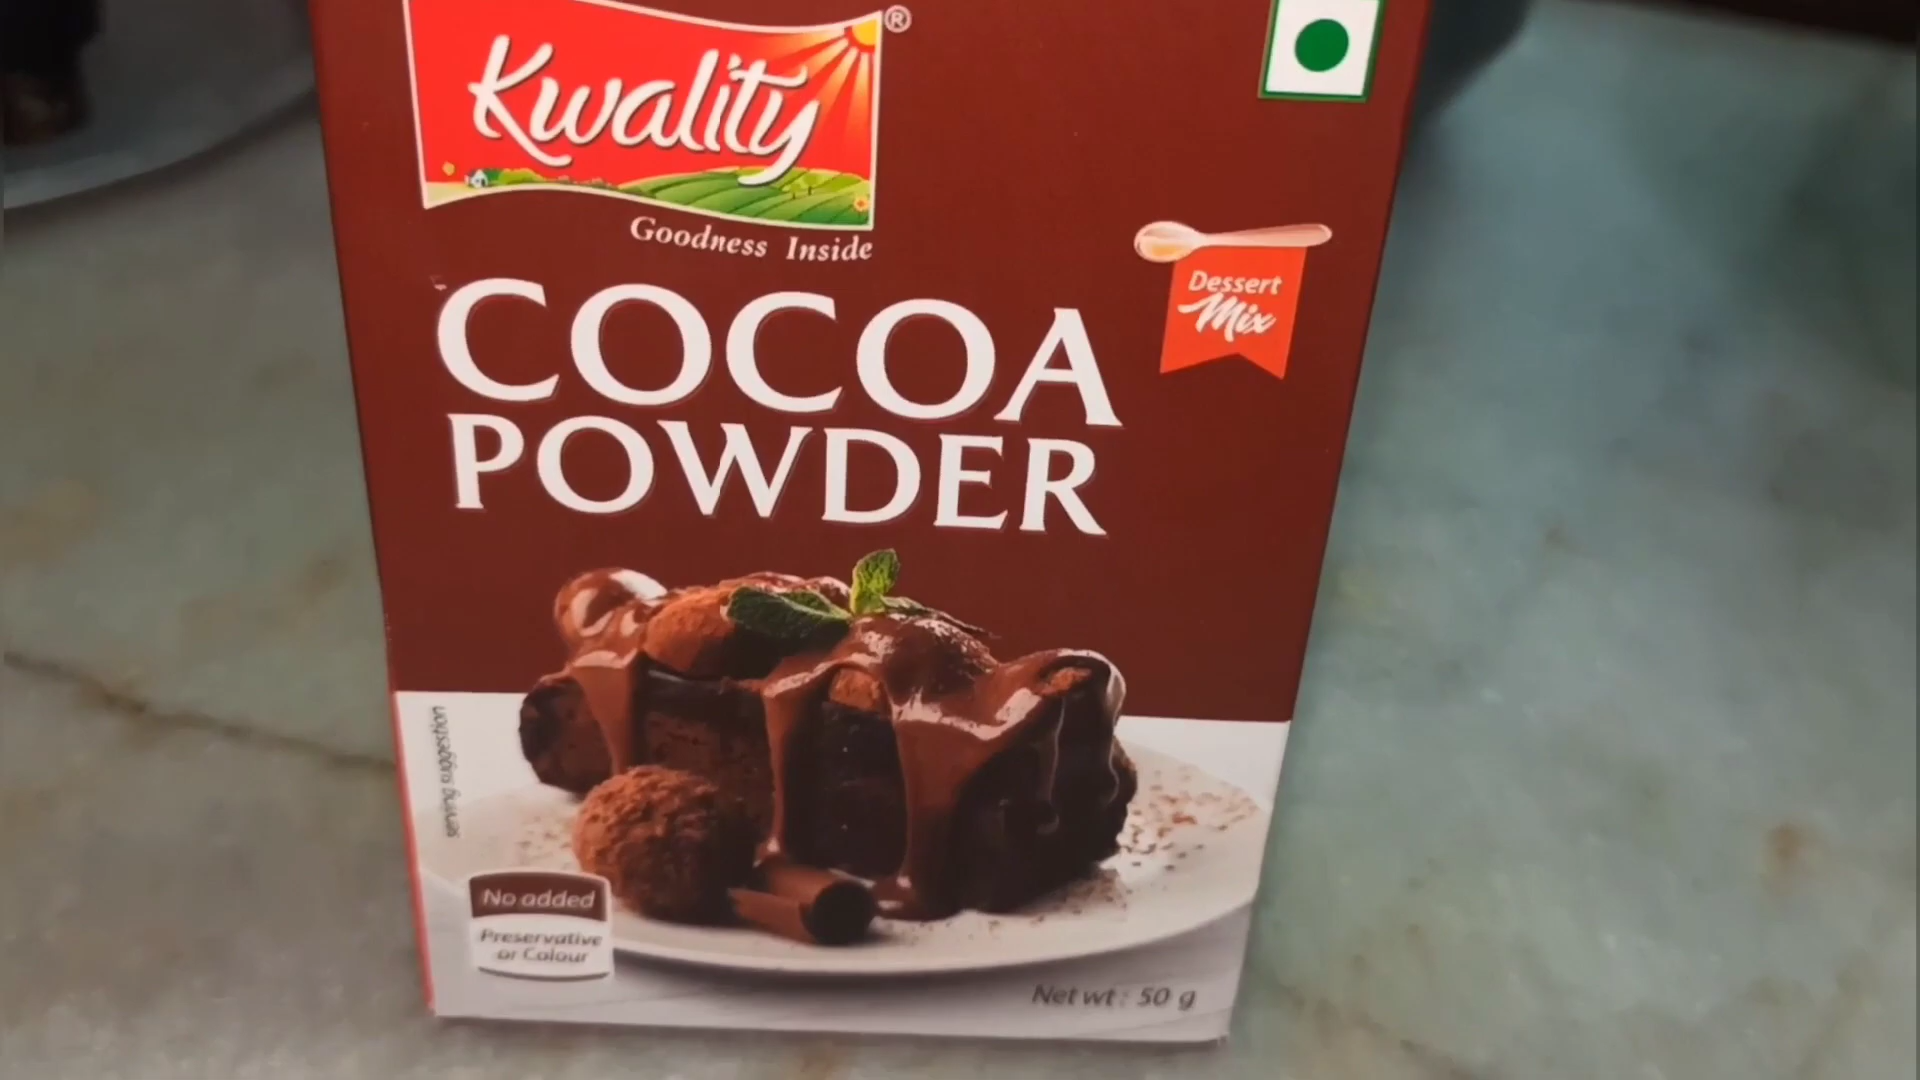 Kwality®
Goodness Inside
Dessert
Mix
COCOA
POWDER
serving suggestion
No added
Preservative
or Colour
Net wt: 50 g